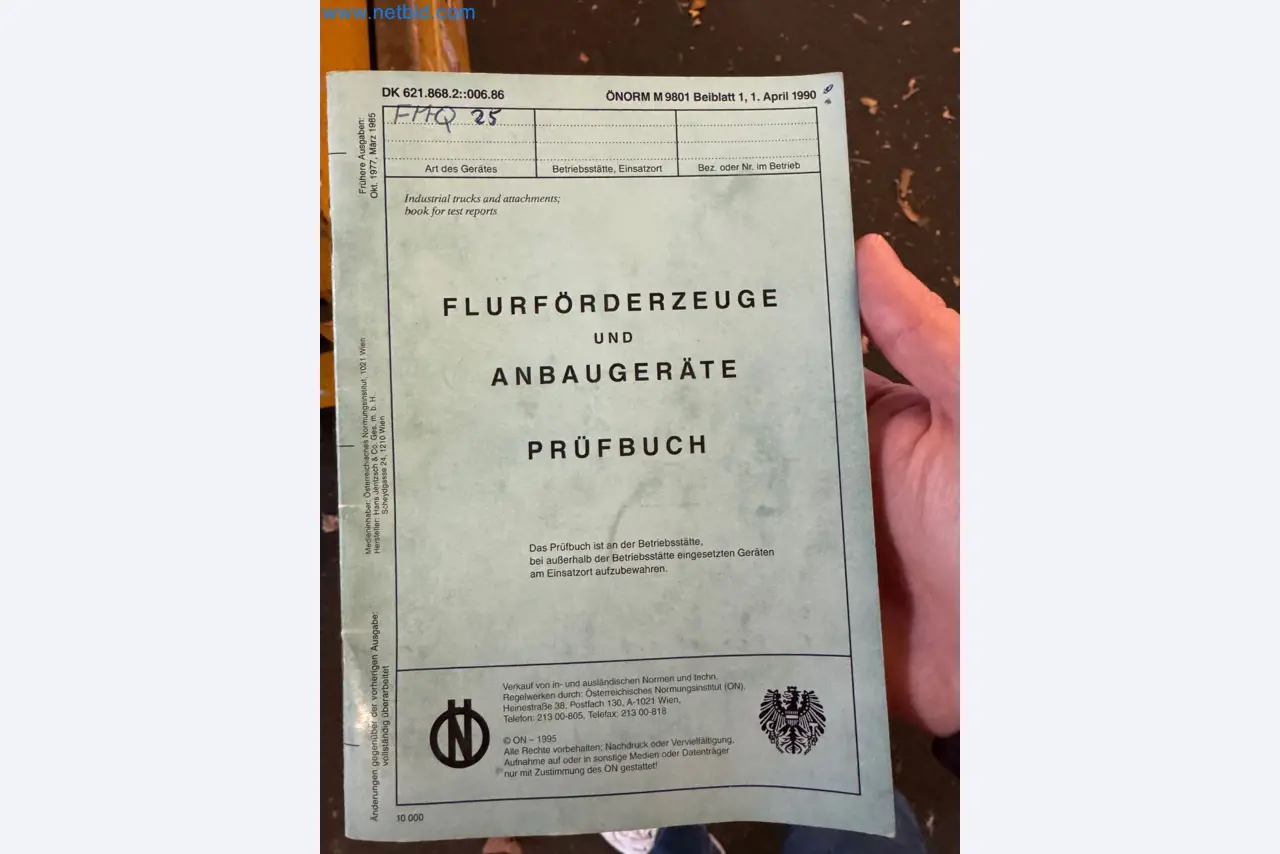 www.netbid.com
DK 621.868.2::006.86
ÖNORM M 9801 Beiblatt 1, 1. April 1990
25
Art des Gerätes
Betriebsstätte, Einsatzort
Bez. oder Nr. im Betrieb
Frühere Ausgaben:
Okt. 1977, März 1985
Industrial trucks and attachments;
book for test reports
FLURFÖRDERZEUGE
UND
ANBAUGERÄTE
PRÜFBUCH
Medieninhaber: Österreichisches Normungsinstitut, 1021 Wien
Hersteller: Hans Jentzsch & Co. Ges. m. b. H.,
Scheydgasse 24, 1210 Wien
Das Prüfbuch ist an der Betriebsstätte,
bei außerhalb der Betriebsstätte eingesetzten Geräten
am Einsatzort aufzubewahren.
Änderungen gegenüber der vorherigen Ausgabe:
vollständig überarbeitet
Verkauf von in- und ausländischen Normen und techn.
Regelwerken durch: Österreichisches Normungsinstitut (ON),
Heinestraße 38, Postfach 130, A-1021 Wien,
Telefon: 213 00-805, Telefax: 213 00-818
© ON – 1995
Alle Rechte vorbehalten; Nachdruck oder Vervielfältigung,
Aufnahme auf oder in sonstige Medien oder Datenträger
nur mit Zustimmung des ON gestattet!
10 000